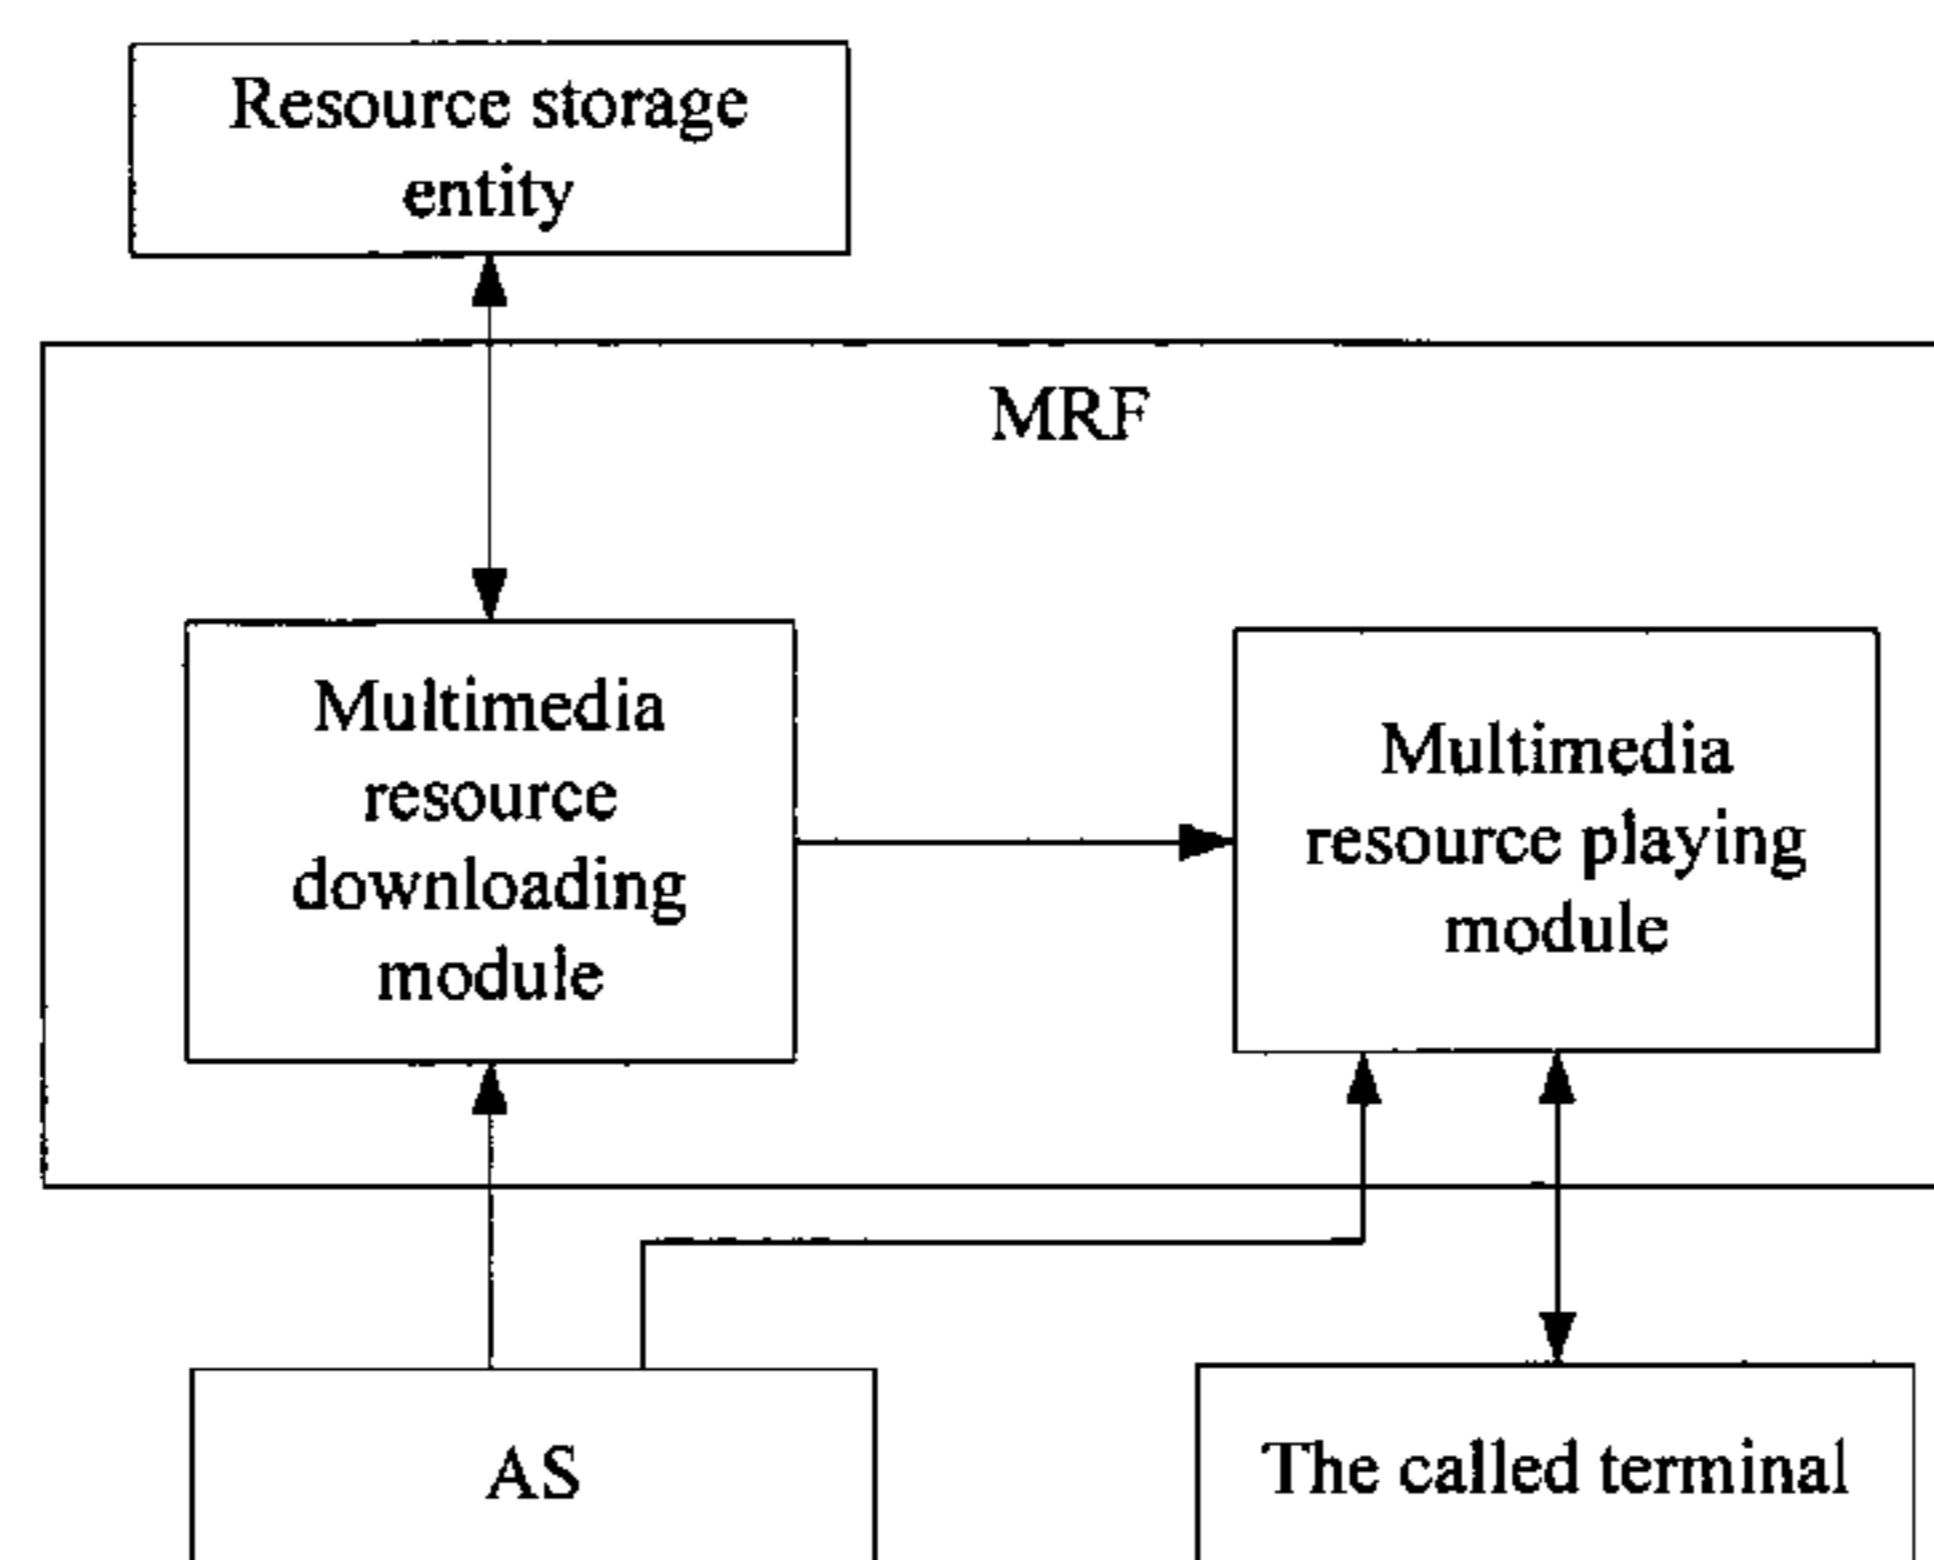 Resource storage
entity
MRF
Multimedia
resource
downloading
module
Multimedia
resource playing
module
AS
The called terminal